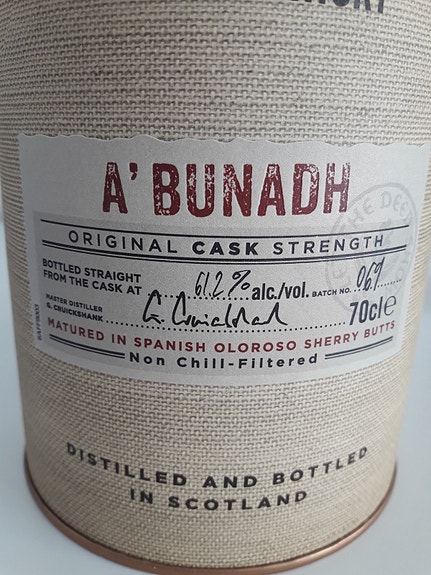 A' BUNADH
ORIGINAL CASK STRENGTH
BOTTLED STRAIGHT
FROM THE CASK AT 61.2% alc./vol. BATCH NO. 069
MASTER DISTILLER
G. CRUICKSHANK G. Cruickshank 70cl e
MATURED IN SPANISH OLOROSO SHERRY BUTTS
Non Chill-Filtered
DISTILLED AND BOTTLED
IN SCOTLAND